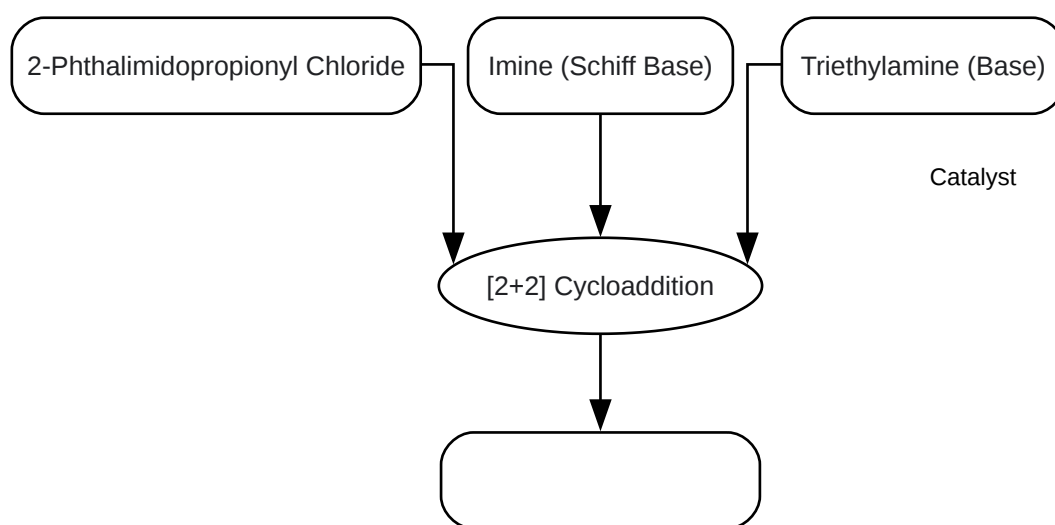 2-Phthalimidopropionyl Chloride
Imine (Schiff Base)
Triethylamine (Base)
Catalyst
[2+2] Cycloaddition